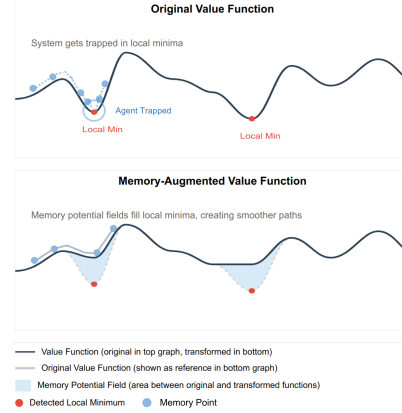 Original Value Function
System gets trapped in local minima
Agent Trapped
Local Min
Local Min
Memory-Augmented Value Function
Memory potential fields fill local minima, creating smoother paths
Value Function (original in top graph, transformed in bottom)
Original Value Function (shown as reference in bottom graph)
Memory Potential Field (area between original and transformed functions)
Detected Local Minimum Memory Point